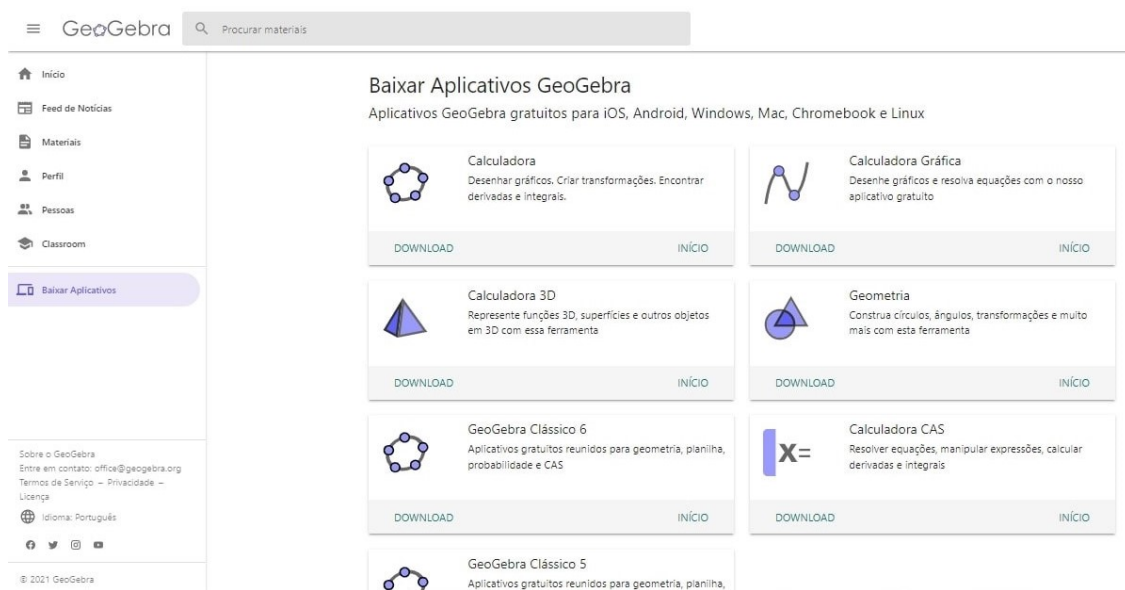 GeoGebra
Procurar materiais
Início
Feed de Notícias
Materiais
Perfil
Pessoas
Classroom
Baixar Aplicativos
Sobre o GeoGebra
Entre em contato: office@geogebra.org
Termos de Serviço – Privacidade –
Licença
Idioma: Português
© 2021 GeoGebra
Baixar Aplicativos GeoGebra
Aplicativos GeoGebra gratuitos para iOS, Android, Windows, Mac, Chromebook e Linux
Calculadora
Desenhar gráficos. Criar transformações. Encontrar
derivadas e integrais.
DOWNLOAD INÍCIO
Calculadora Gráfica
Desenhe gráficos e resolva equações com o nosso
aplicativo gratuito
DOWNLOAD INÍCIO
Calculadora 3D
Represente funções 3D, superfícies e outros objetos
em 3D com essa ferramenta
DOWNLOAD INÍCIO
Geometria
Construa círculos, ângulos, transformações e muito
mais com esta ferramenta
DOWNLOAD INÍCIO
GeoGebra Clássico 6
Aplicativos gratuitos reunidos para geometria, planilha,
probabilidade e CAS
DOWNLOAD INÍCIO
X=
Calculadora CAS
Resolver equações, manipular expressões, calcular
derivadas e integrais
DOWNLOAD INÍCIO
GeoGebra Clássico 5
Aplicativos gratuitos reunidos para geometria, planilha,